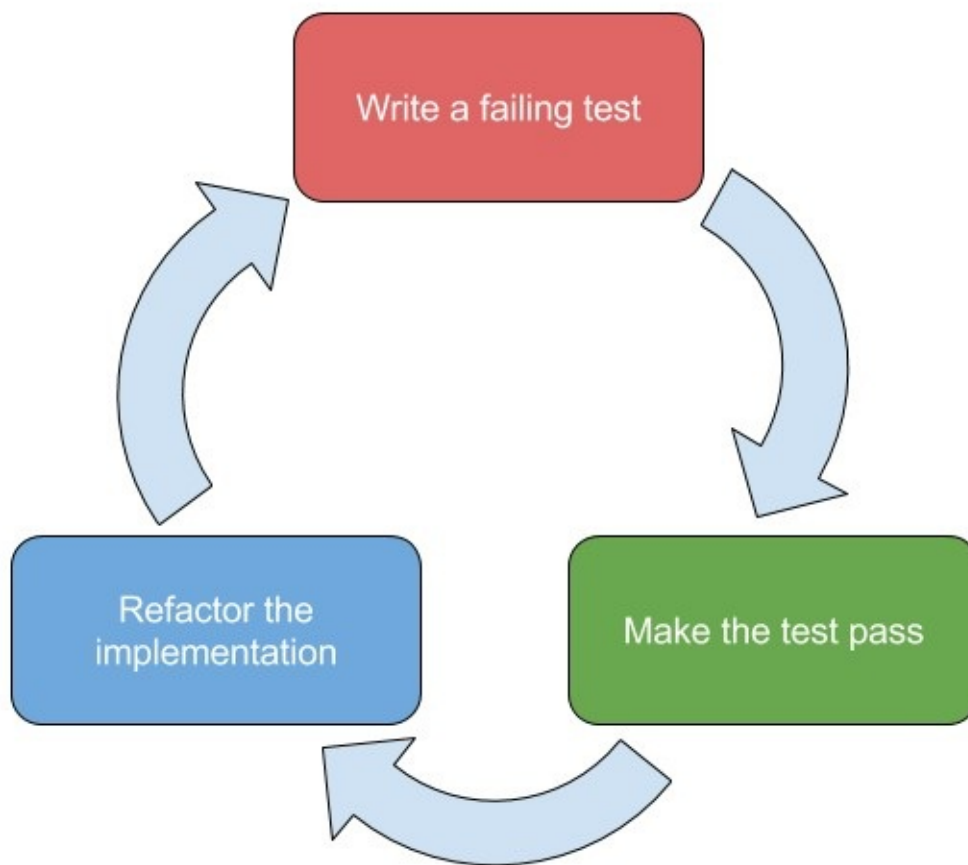 Write a failing test
Refactor the
implementation
Make the test pass